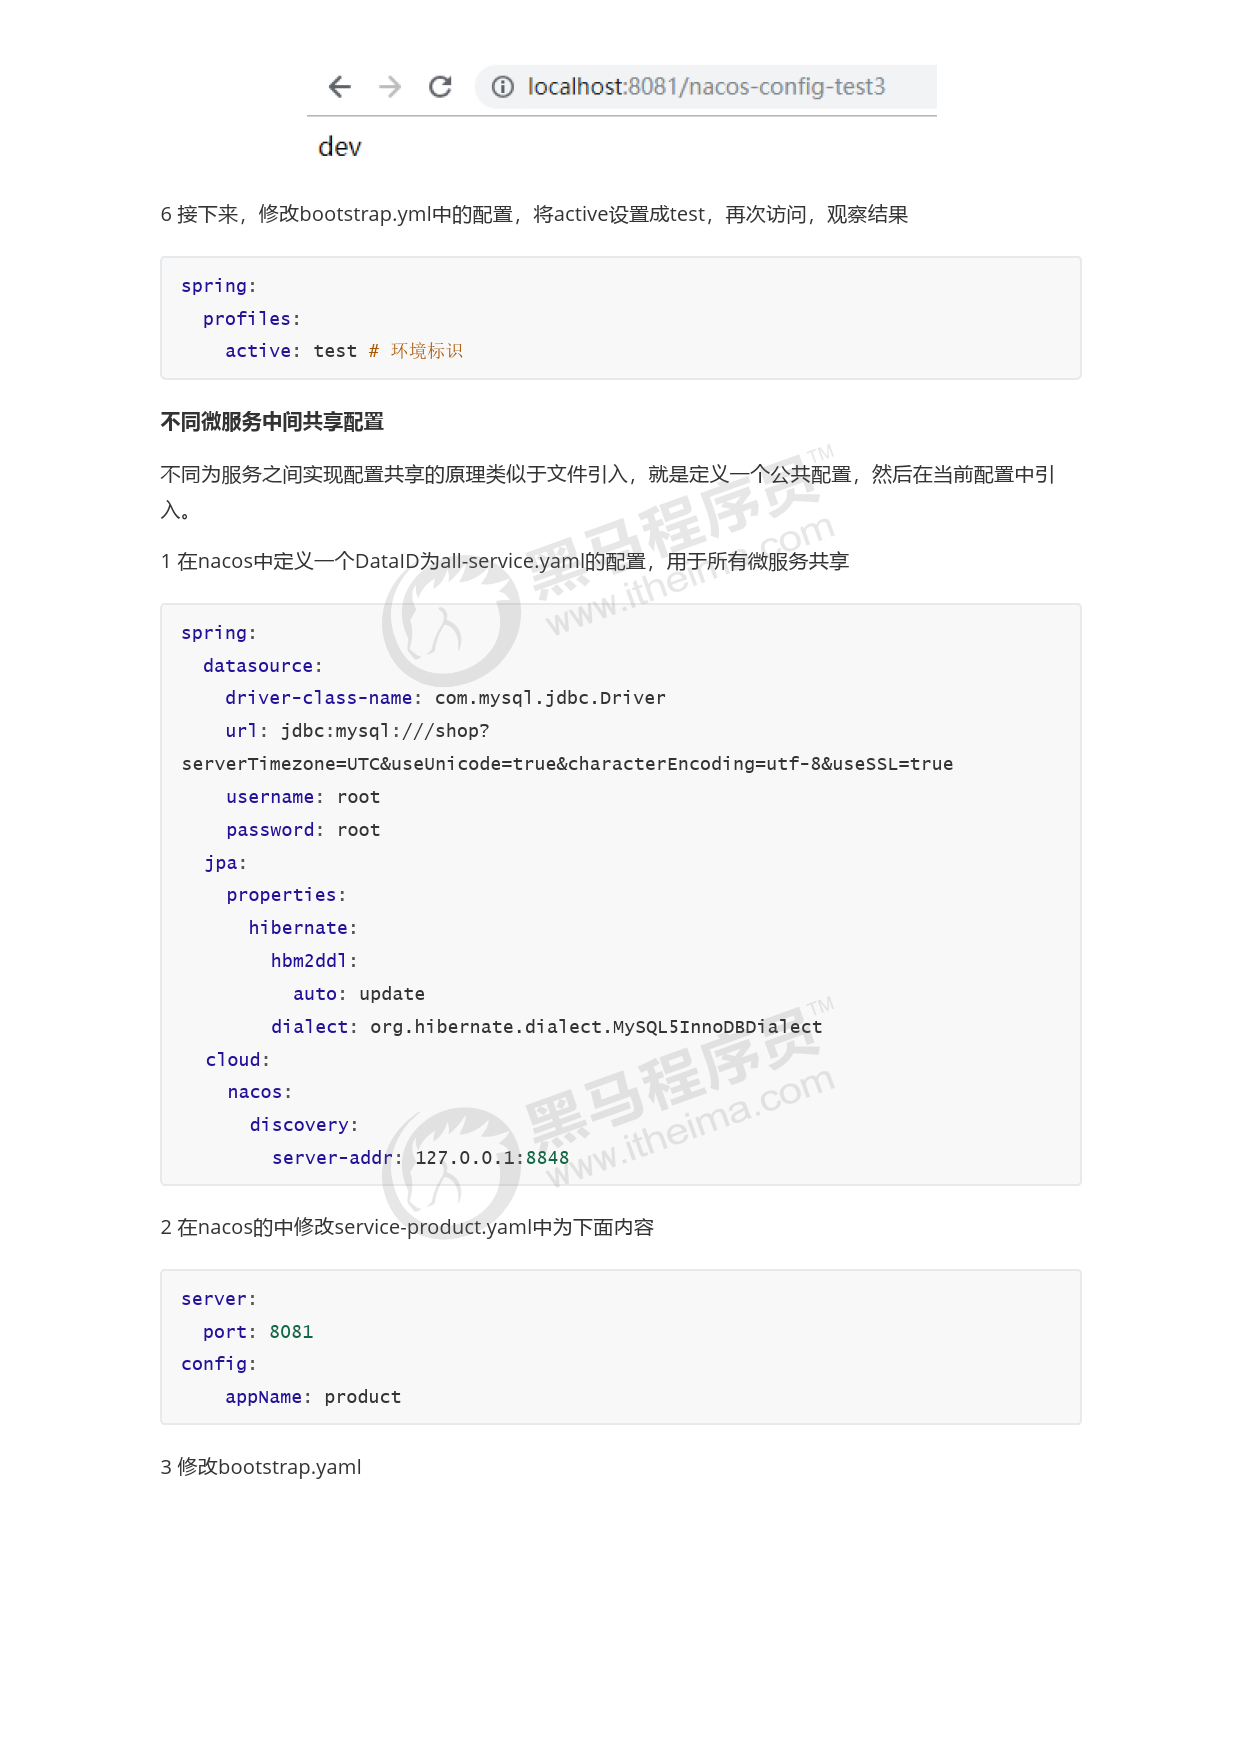 localhost:8081/nacos-config-test3
dev
6 接下来，修改bootstrap.yml中的配置，将active设置成test，再次访问，观察结果
spring:
  profiles:
    active: test # 环境标识
不同微服务中间共享配置
不同为服务之间实现配置共享的原理类似于文件引入，就是定义一个公共配置，然后在当前配置中引
入。
1 在nacos中定义一个DataID为all-service.yaml的配置，用于所有微服务共享
spring:
  datasource:
    driver-class-name: com.mysql.jdbc.Driver
    url: jdbc:mysql:///shop?
serverTimezone=UTC&useUnicode=true&characterEncoding=utf-8&useSSL=true
    username: root
    password: root
  jpa:
    properties:
      hibernate:
        hbm2ddl:
          auto: update
        dialect: org.hibernate.dialect.MySQL5InnoDBDialect
  cloud:
    nacos:
      discovery:
        server-addr: 127.0.0.1:8848
2 在nacos的中修改service-product.yaml中为下面内容
server:
  port: 8081
config:
    appName: product
3 修改bootstrap.yaml
黑马程序员™
www.itheima.com
黑马程序员™
www.itheima.com